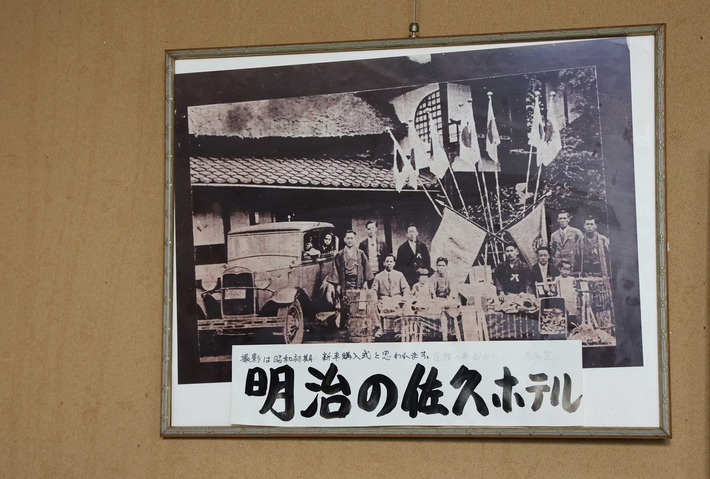 撮影は昭和初期 新車購入式と思われます。
明治の佐久ホテル